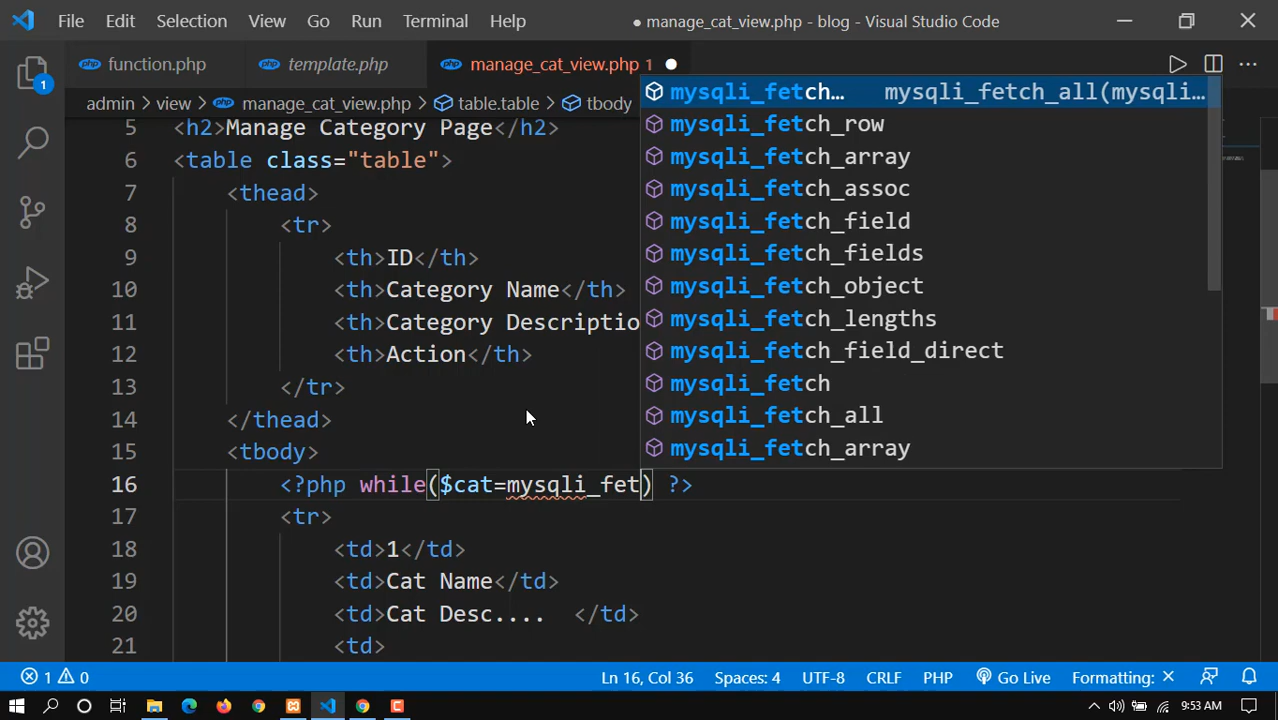 File Edit Selection View Go Run Terminal Help ● manage_cat_view.php - blog - Visual Studio Code
php function.php php template.php php manage_cat_view.php 1
1
admin > view > php manage_cat_view.php > table.table > tbody
mysqli_fetch… mysqli_fetch_all(mysqli…
mysqli_fetch_row
mysqli_fetch_array
mysqli_fetch_assoc
mysqli_fetch_field
mysqli_fetch_fields
mysqli_fetch_object
mysqli_fetch_lengths
mysqli_fetch_field_direct
mysqli_fetch
mysqli_fetch_all
mysqli_fetch_array
5 <h2>Manage Category Page</h2>
6 <table class="table">
7 <thead>
8 <tr>
9 <th>ID</th>
10 <th>Category Name</th>
11 <th>Category Descriptio
12 <th>Action</th>
13 </tr>
14 </thead>
15 <tbody>
16 <?php while($cat=mysqli_fet) ?>
17 <tr>
18 <td>1</td>
19 <td>Cat Name</td>
20 <td>Cat Desc.... </td>
21 <td>
1 0 Ln 16, Col 36 Spaces: 4 UTF-8 CRLF PHP Go Live Formatting: ×
9:53 AM